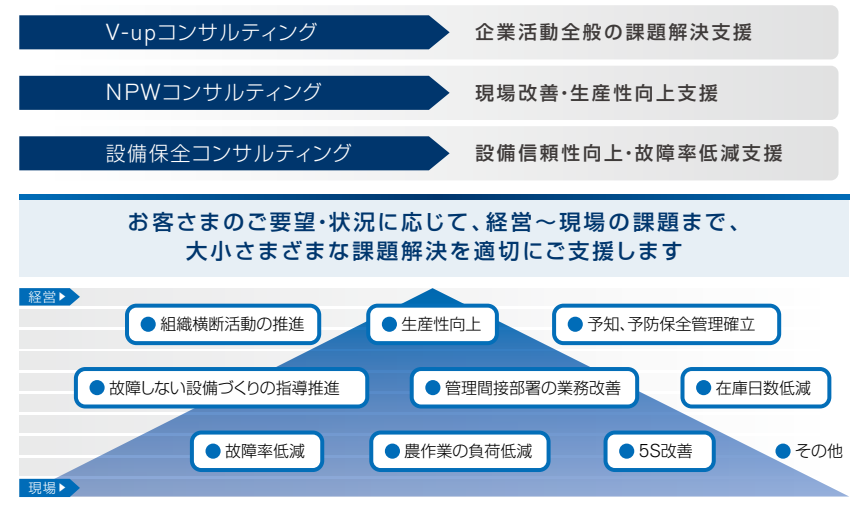 V-upコンサルティング 企業活動全般の課題解決支援
NPWコンサルティング 現場改善・生産性向上支援
設備保全コンサルティング 設備信頼性向上・故障率低減支援
お客さまのご要望・状況に応じて、経営～現場の課題まで、
大小さまざまな課題解決を適切にご支援します
経営▶
●組織横断活動の推進 ●生産性向上 ●予知、予防保全管理確立
●故障しない設備づくりの指導推進 ●管理間接部署の業務改善 ●在庫日数低減
●故障率低減 ●農作業の負荷低減 ●5S改善 ●その他
現場▶